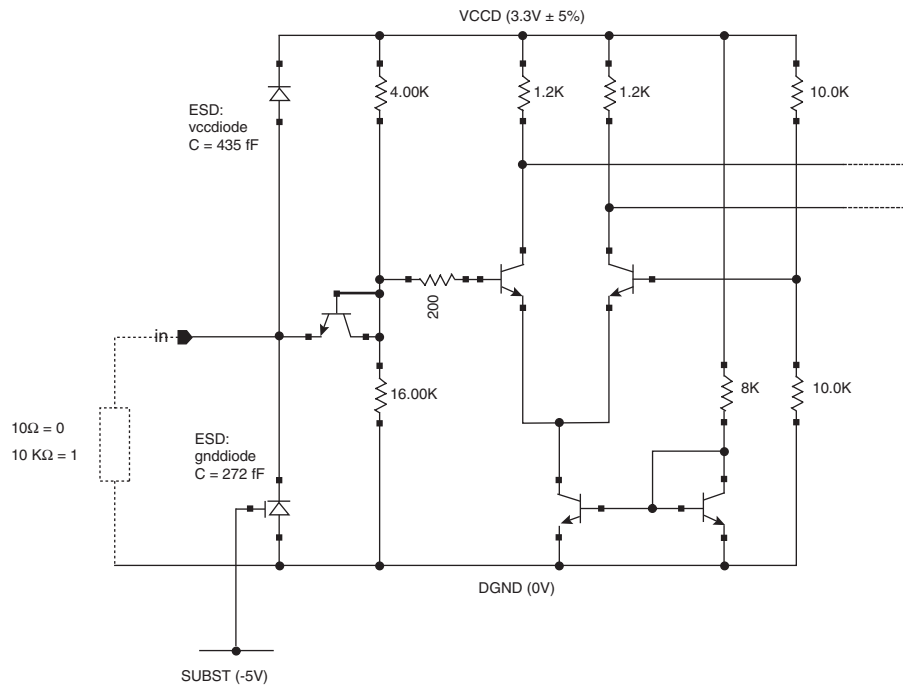 VCCD (3.3V ± 5%)
4.00K
1.2K
1.2K
10.0K
ESD:
vccdiode
C = 435 fF
200
in
16.00K
8K
10.0K
10Ω = 0
10 KΩ = 1
ESD:
gnddiode
C = 272 fF
DGND (0V)
SUBST (-5V)